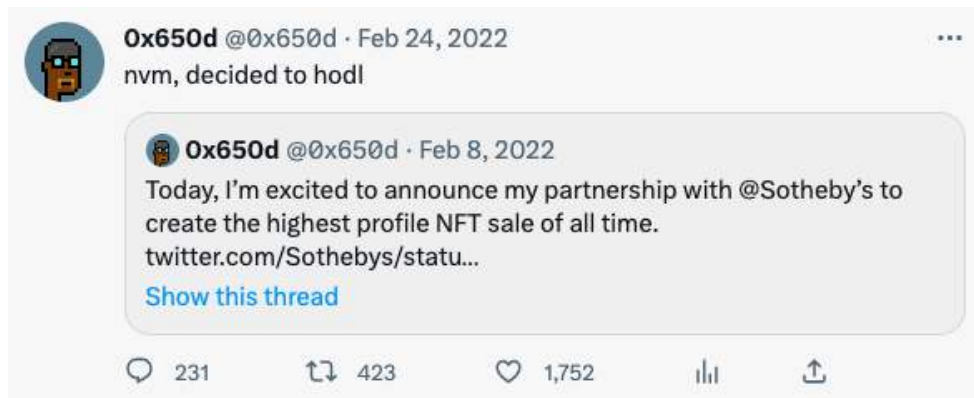 0x650d @0x650d · Feb 24, 2022
nvm, decided to hodl
0x650d @0x650d · Feb 8, 2022
Today, I’m excited to announce my partnership with @Sotheby’s to
create the highest profile NFT sale of all time.
twitter.com/Sothebys/statu...
Show this thread
231 423 1,752